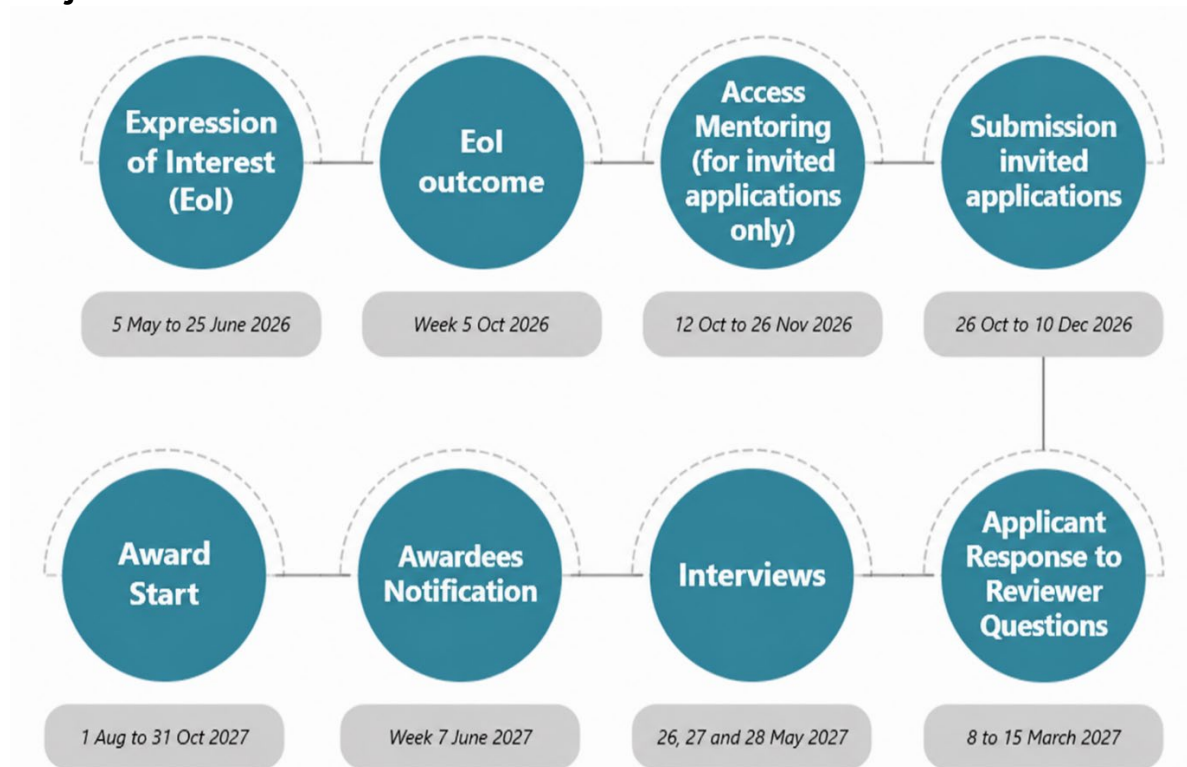 Expression
of Interest
(EoI)
EoI
outcome
Access
Mentoring
(for invited
applications
only)
Submission
invited
applications
5 May to 25 June 2026
Week 5 Oct 2026
12 Oct to 26 Nov 2026
26 Oct to 10 Dec 2026
Award
Start
Awardees
Notification
Interviews
Applicant
Response to
Reviewer
Questions
1 Aug to 31 Oct 2027
Week 7 June 2027
26, 27 and 28 May 2027
8 to 15 March 2027